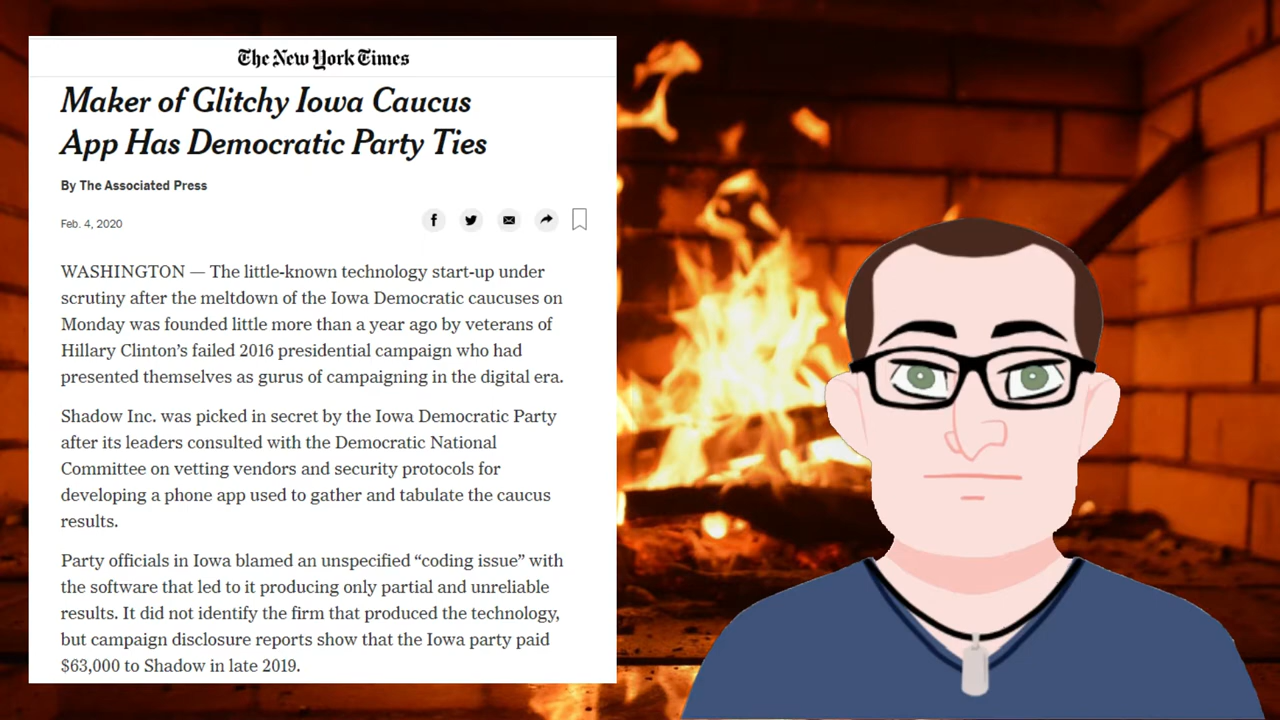 The New York Times
Maker of Glitchy Iowa Caucus
App Has Democratic Party Ties
By The Associated Press
Feb. 4, 2020
WASHINGTON — The little-known technology start-up under
scrutiny after the meltdown of the Iowa Democratic caucuses on
Monday was founded little more than a year ago by veterans of
Hillary Clinton’s failed 2016 presidential campaign who had
presented themselves as gurus of campaigning in the digital era.
Shadow Inc. was picked in secret by the Iowa Democratic Party
after its leaders consulted with the Democratic National
Committee on vetting vendors and security protocols for
developing a phone app used to gather and tabulate the caucus
results.
Party officials in Iowa blamed an unspecified “coding issue” with
the software that led to it producing only partial and unreliable
results. It did not identify the firm that produced the technology,
but campaign disclosure reports show that the Iowa party paid
$63,000 to Shadow in late 2019.